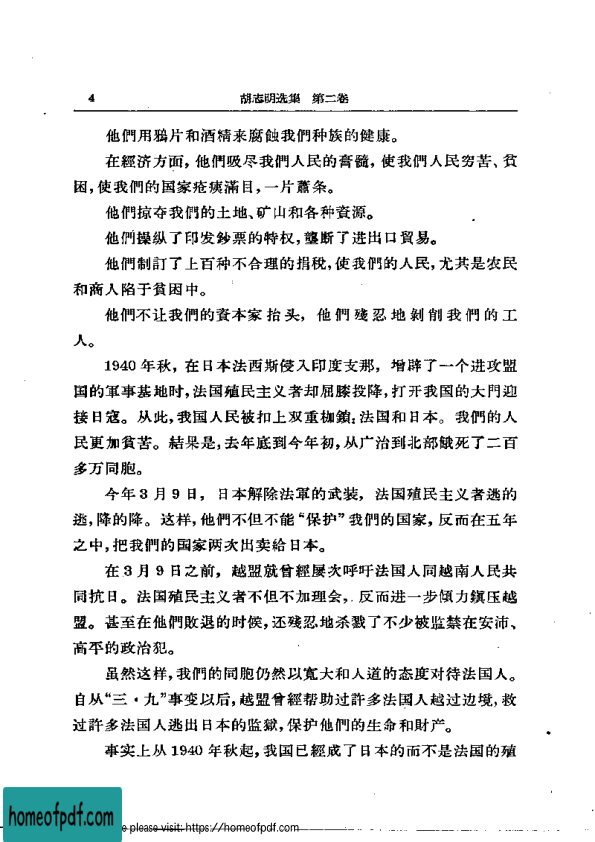 4
胡志明选集 第二卷
他們用鴉片和酒精来腐蝕我們种族的健康。
在經济方面，他們吸尽我們人民的膏髓，使我們人民穷苦、貧
困，使我們的国家疮痍滿目，一片蕭条。
他們掠夺我們的土地、矿山和各种資源。
他們操纵了印发鈔票的特权，壟断了进出口貿易。
他們制訂了上百种不合理的捐稅，使我們的人民，尤其是农民
和商人陷于貧困中。
他們不让我們的資本家抬头，他們殘忍地剝削我們的工
人。
1940年秋，在日本法西斯侵入印度支那，增辟了一个进攻盟
国的軍事基地时，法国殖民主义者却屈膝投降，打开我国的大門迎
接日寇。从此，我国人民被扣上双重枷鎖：法国和日本。我們的人
民更加貧苦。結果是，去年底到今年初，从广治到北部餓死了二百
多万同胞。
今年3月9日，日本解除法軍的武装，法国殖民主义者逃的
逃，降的降。这样，他們不但不能“保护”我們的国家，反而在五年
之中，把我們的国家两次出卖給日本。
在3月9日之前，越盟就曾經屡次呼吁法国人同越南人民共
同抗日。法国殖民主义者不但不加理会，反而进一步傾力鎭压越
盟。甚至在他們敗退的时候，还殘忍地杀戮了不少被监禁在安沛、
高平的政治犯。
虽然这样，我們的同胞仍然以寬大和人道的态度对待法国人。
自从“三·九”事变以后，越盟曾經帮助过許多法国人越过边境，救
过許多法国人逃出日本的监獄，保护他們的生命和財产。
事实上从1940年秋起，我国已經成了日本的而不是法国的殖
homeofpdf.com
e please visit: https://homeofpdf.com